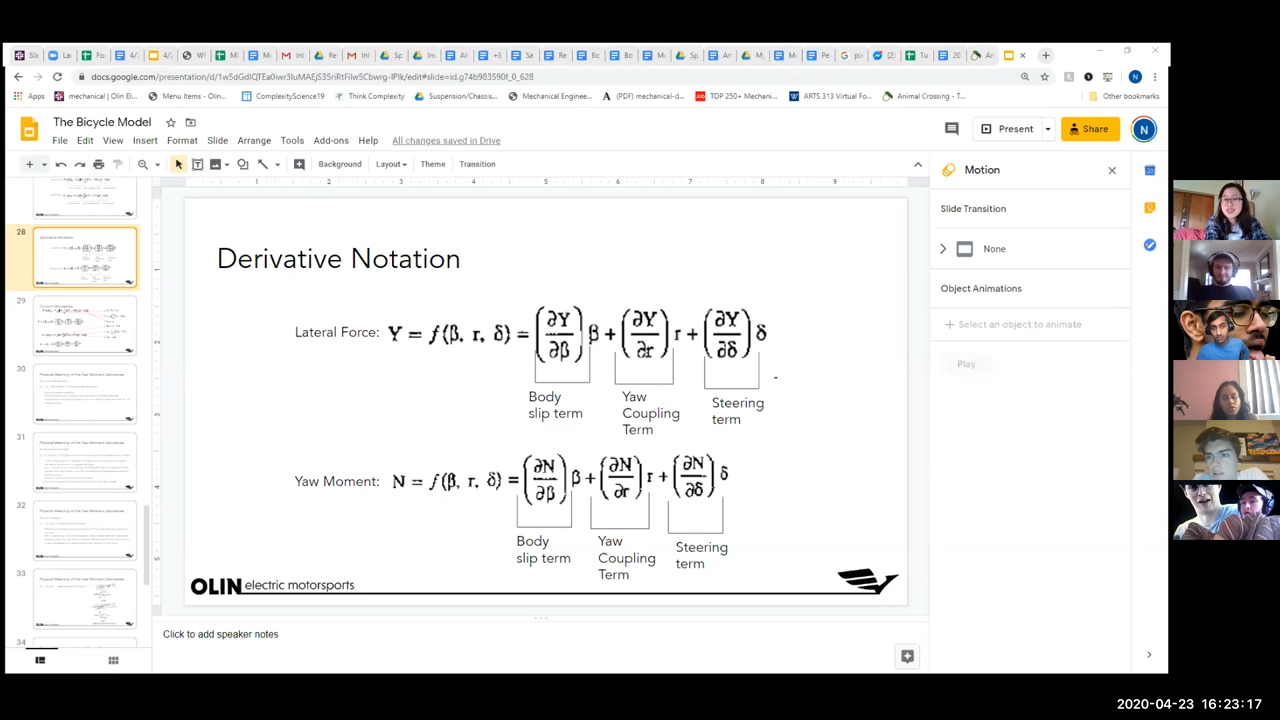 docs.google.com/presentation/d/1w5dGdIQTEa0iwr3luMAEjS35riRtFilw5Cbwrg-IPlk/edit#slide=id.g74b983590f_0_628
Apps mechanical | Olin El... Menu Items - Olin... ComplexityScience19 Think Complexity Suspension/Chassis... Mechanical Enginee... (PDF) mechanical-d... TOP 250+ Mechani... ARTS 313 Virtual Fo... Animal Crossing - T... Other bookmarks
The Bicycle Model
File Edit View Insert Format Slide Arrange Tools Add-ons Help All changes saved in Drive
Present Share N
Background Layout Theme Transition
Motion
Slide Transition
None
Object Animations
+ Select an object to animate
Play
28
29
30
31
32
33
34
Derivative Notation
Lateral Force: Y = f(β, r, δ) = (∂Y/∂β) β + (∂Y/∂r) r + (∂Y/∂δ) δ
Body slip term
Yaw Coupling Term
Steering term
Yaw Moment: N = f(β, r, δ) = (∂N/∂β) β + (∂N/∂r) r + (∂N/∂δ) δ
Body slip term
Yaw Coupling Term
Steering term
OLIN electric motorsports
Click to add speaker notes
2020-04-23 16:23:17